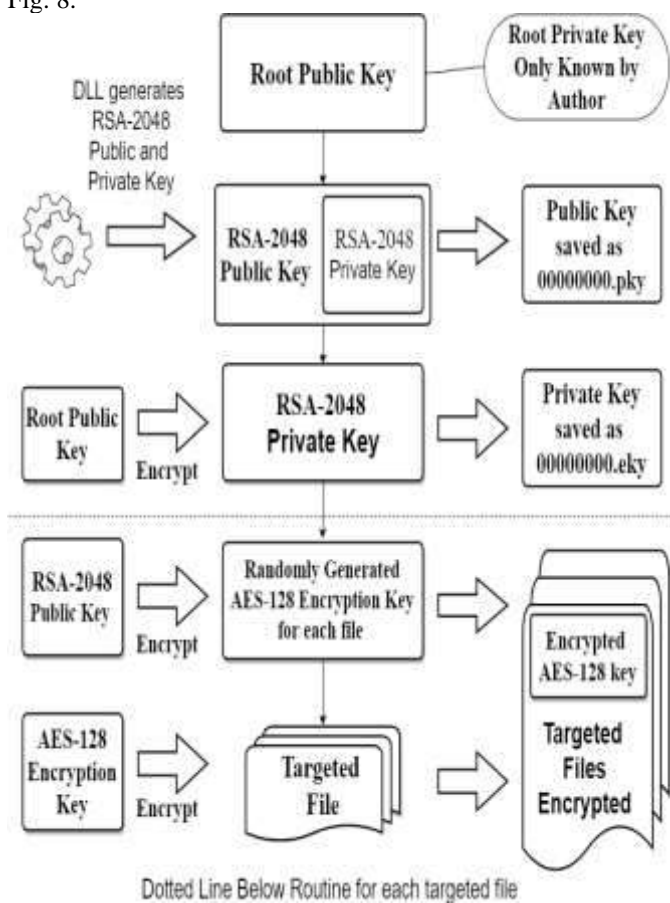 Fig. 8.
Root Public Key
Root Private Key
Only Known by
Author
DLL generates
RSA-2048
Public and
Private Key
RSA-2048
Public Key
RSA-2048
Private Key
Public Key
saved as
00000000.pky
Root Public
Key
Encrypt
RSA-2048
Private Key
Private Key
saved as
00000000.eky
RSA-2048
Public Key
Encrypt
Randomly Generated
AES-128 Encryption Key
for each file
Encrypted
AES-128 key
Targeted
Files
Encrypted
AES-128
Encryption
Key
Encrypt
Targeted
File
Dotted Line Below Routine for each targeted file